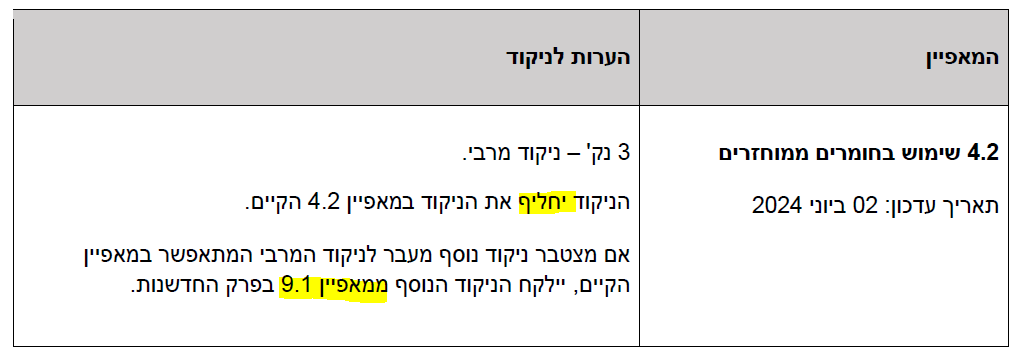 המאפיין
הערות לניקוד
4.2 שימוש בחומרים ממוחזרים
תאריך עדכון: 02 ביוני 2024
3 נק' – ניקוד מרבי.
הניקוד יחליף את הניקוד במאפיין 4.2 הקיים.
אם מצטבר ניקוד נוסף מעבר לניקוד המרבי המתאפשר במאפיין
הקיים, יילקח הניקוד הנוסף ממאפיין 9.1 בפרק החדשנות.